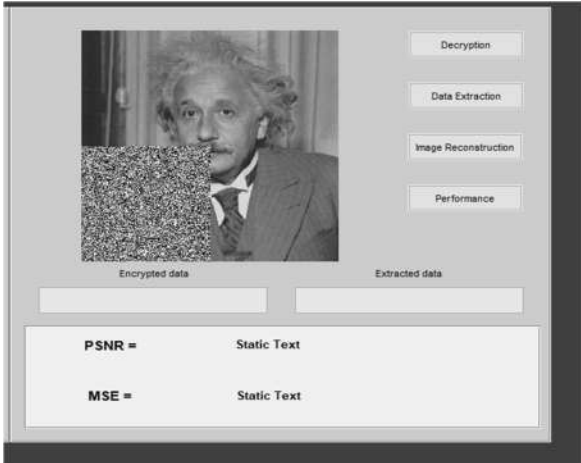 Decryption
Data Extraction
Image Reconstruction
Performance
Encrypted data
Extracted data
PSNR =
Static Text
MSE =
Static Text